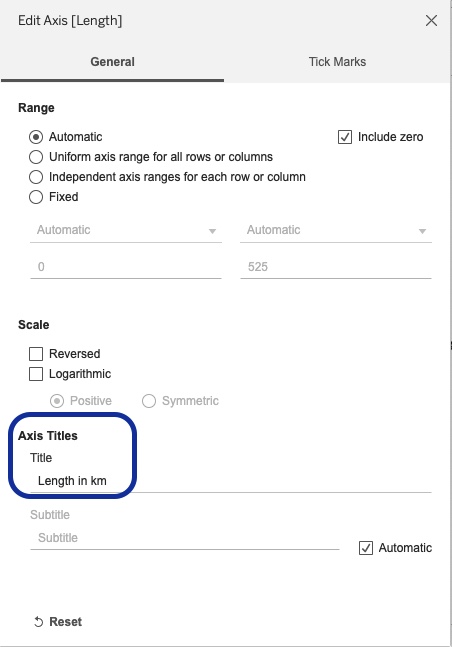 Edit Axis [Length]
General Tick Marks
Range
Automatic Include zero
Uniform axis range for all rows or columns
Independent axis ranges for each row or column
Fixed
Automatic Automatic
0 525
Scale
Reversed
Logarithmic
Positive Symmetric
Axis Titles
Title
Length in km
Subtitle
Subtitle
Automatic
Reset